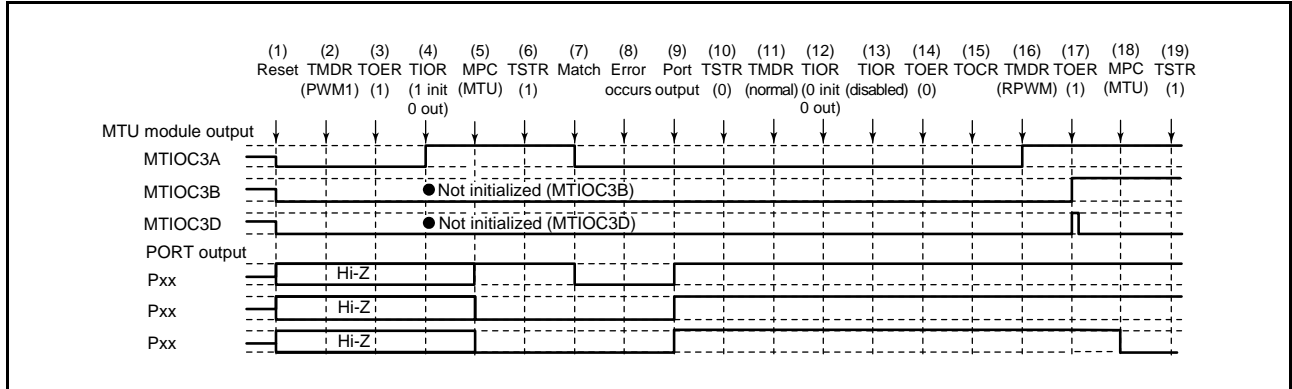 (1) (2) (3) (4) (5) (6) (7) (8) (9) (10) (11) (12) (13) (14) (15) (16) (17) (18) (19)
Reset TMDR TOER TIOR MPC TSTR Match Error Port TSTR TMDR TIOR TIOR TOER TOCR TMDR TOER MPC TSTR
(PWM1) (1) (1 init (MTU) (1) occurs output (0) (normal) (0 init (disabled) (0) (RPWM) (1) (MTU) (1)
0 out) 0 out)
MTU module output
MTIOC3A
MTIOC3B ●Not initialized (MTIOC3B)
MTIOC3D ●Not initialized (MTIOC3D)
PORT output
Pxx Hi-Z
Pxx Hi-Z
Pxx Hi-Z